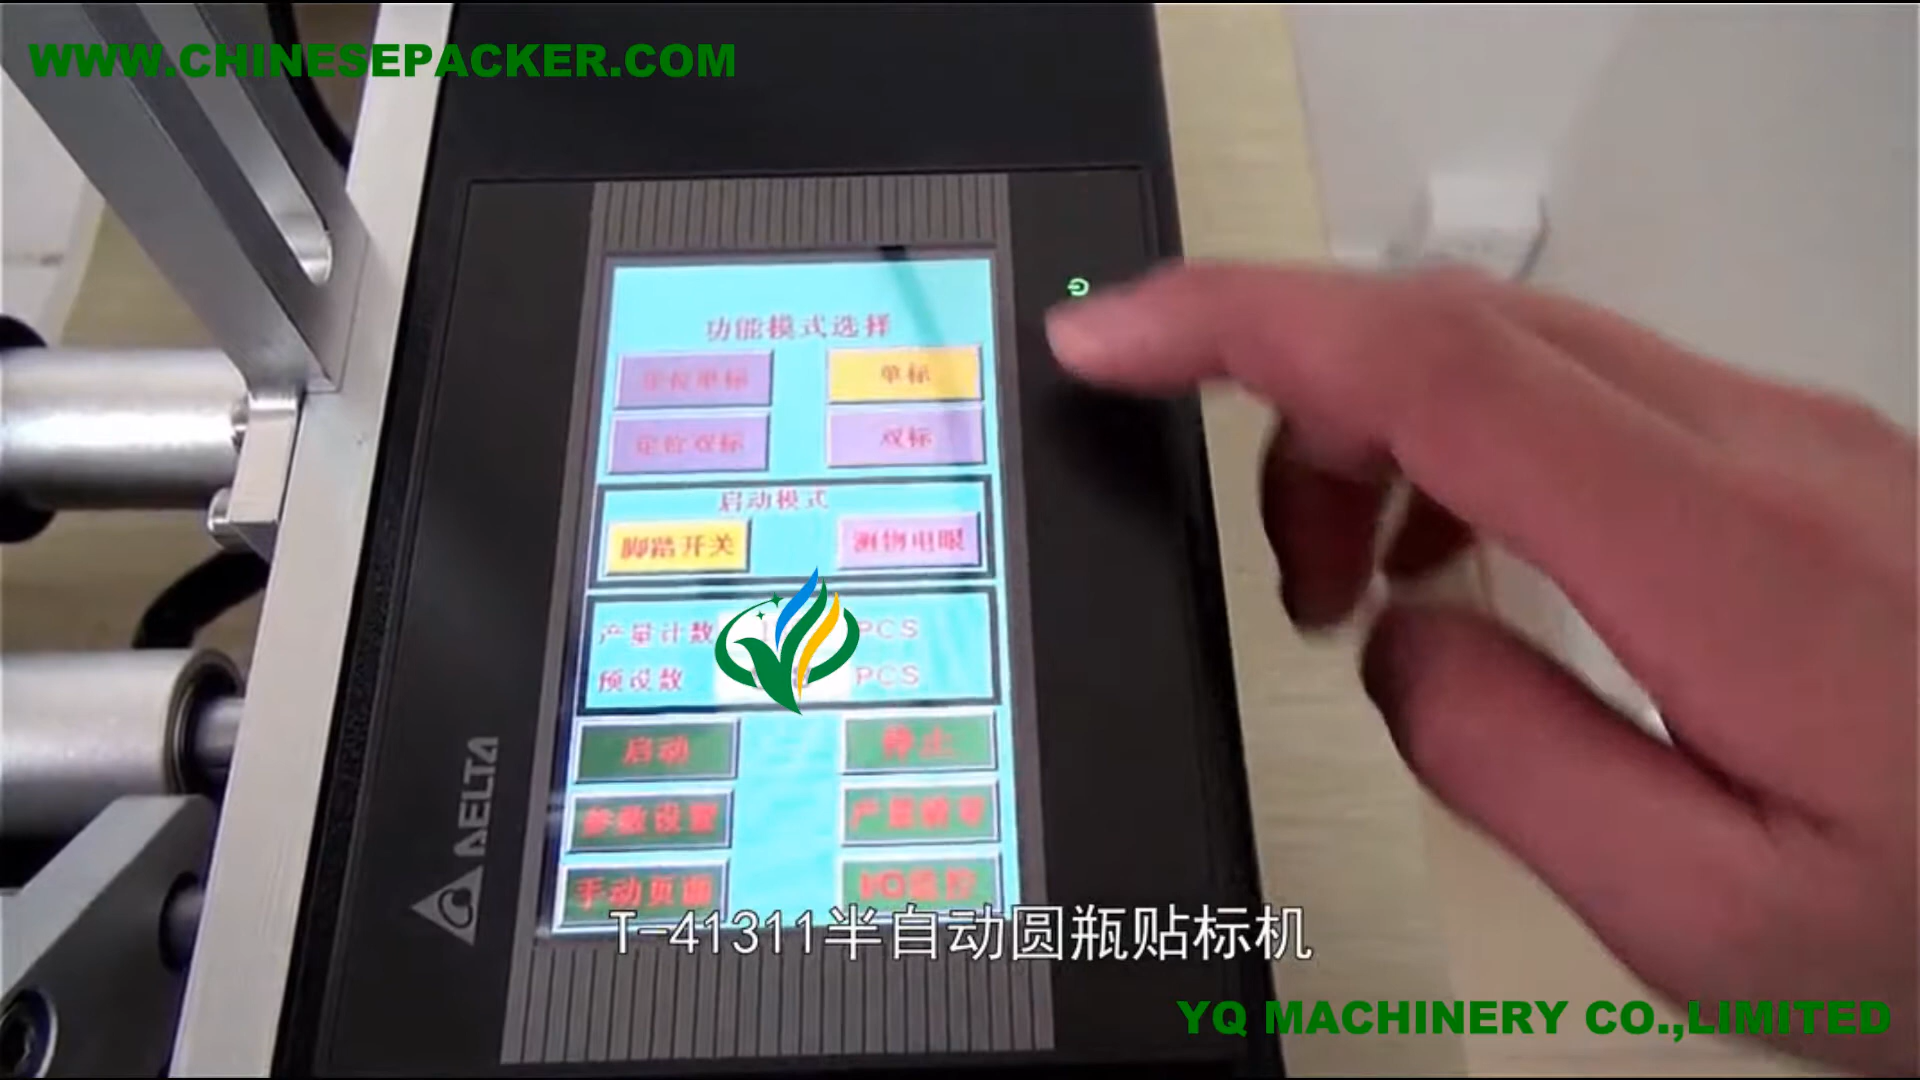 WWW.CHINESEPACKER.COM
功能模式选择
定位单标 单标
定位双标 双标
启动模式
脚踏开关 测物电眼
产量计数 PCS
预设数 PCS
启动 停止
参数设置 产量清零
手动页面 I/O监控
DELTA
T-41311半自动圆瓶贴标机
YQ MACHINERY CO.,LIMITED